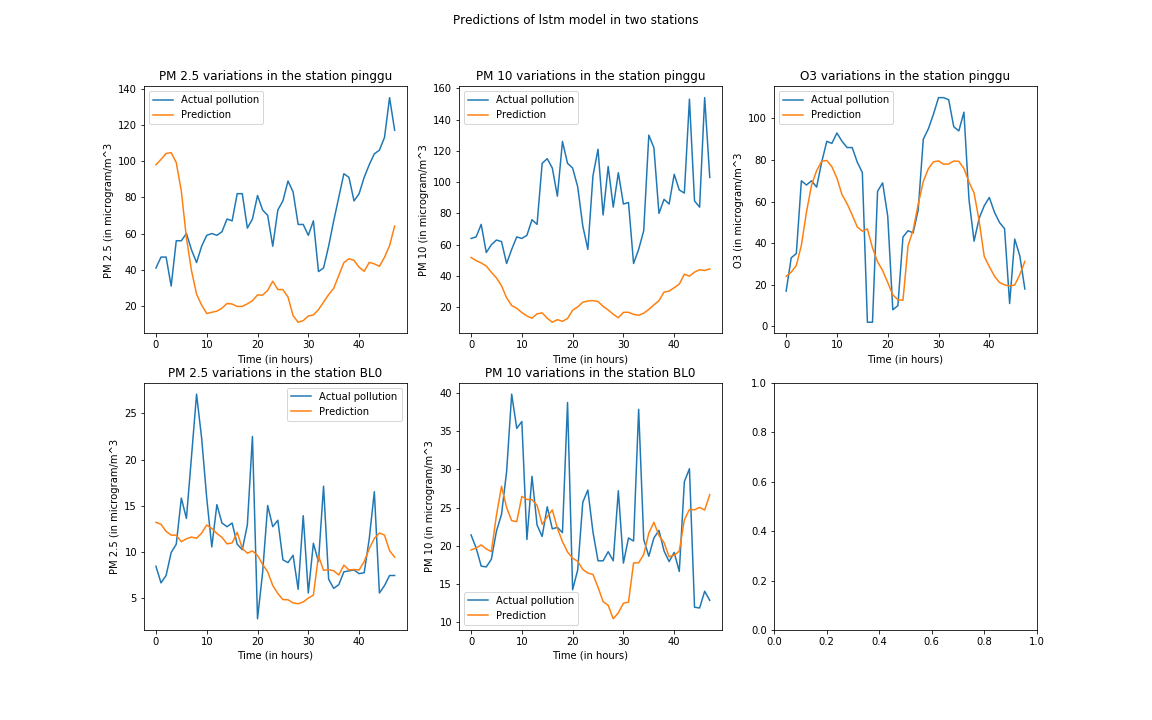 Predictions of lstm model in two stations
PM 2.5 variations in the station pinggu
PM 2.5 (in microgram/m^3
140
120
100
80
60
40
20
Actual pollution
Prediction
0 10 20 30 40
Time (in hours)
PM 10 variations in the station pinggu
PM 10 (in microgram/m^3
160
140
120
100
80
60
40
20
Actual pollution
Prediction
0 10 20 30 40
Time (in hours)
O3 variations in the station pinggu
O3 (in microgram/m^3
100
80
60
40
20
0
Actual pollution
Prediction
0 10 20 30 40
Time (in hours)
PM 2.5 variations in the station BL0
PM 2.5 (in microgram/m^3
25
20
15
10
5
Actual pollution
Prediction
0 10 20 30 40
Time (in hours)
PM 10 variations in the station BL0
PM 10 (in microgram/m^3
40
35
30
25
20
15
10
Actual pollution
Prediction
0 10 20 30 40
Time (in hours)
1.0
0.8
0.6
0.4
0.2
0.0
0.0 0.2 0.4 0.6 0.8 1.0